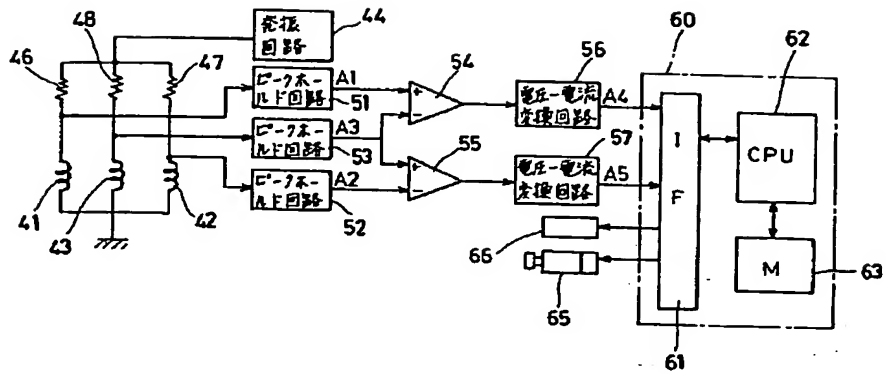 発振
回路
44
46
48
47
ピークホー
ルド回路
A1
51
ピークホー
ルド回路
A3
53
ピークホー
ルド回路
A2
52
41
43
42
+
−
54
+
−
55
56
電圧−電流
変換回路
A4
57
電圧−電流
変換回路
A5
66
65
60
I
F
61
62
CPU
M
63